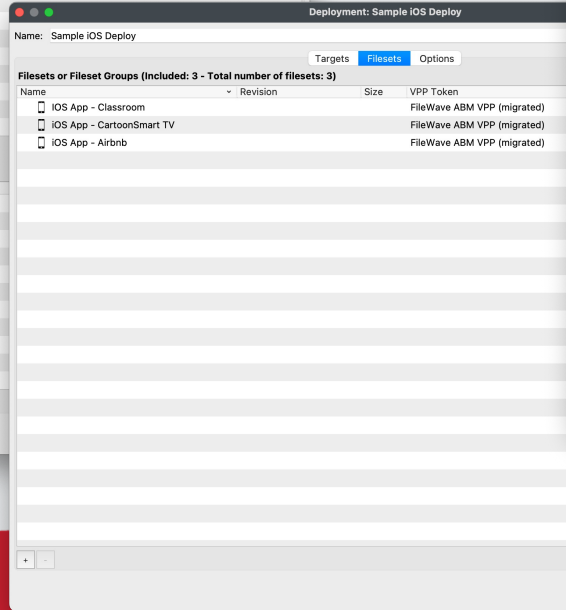 Deployment: Sample iOS Deploy
Name: Sample iOS Deploy
Targets Filesets Options
Filesets or Fileset Groups (Included: 3 - Total number of filesets: 3)
Name Revision Size VPP Token
IOS App - Classroom FileWave ABM VPP (migrated)
iOS App - CartoonSmart TV FileWave ABM VPP (migrated)
iOS App - Airbnb FileWave ABM VPP (migrated)
+ -